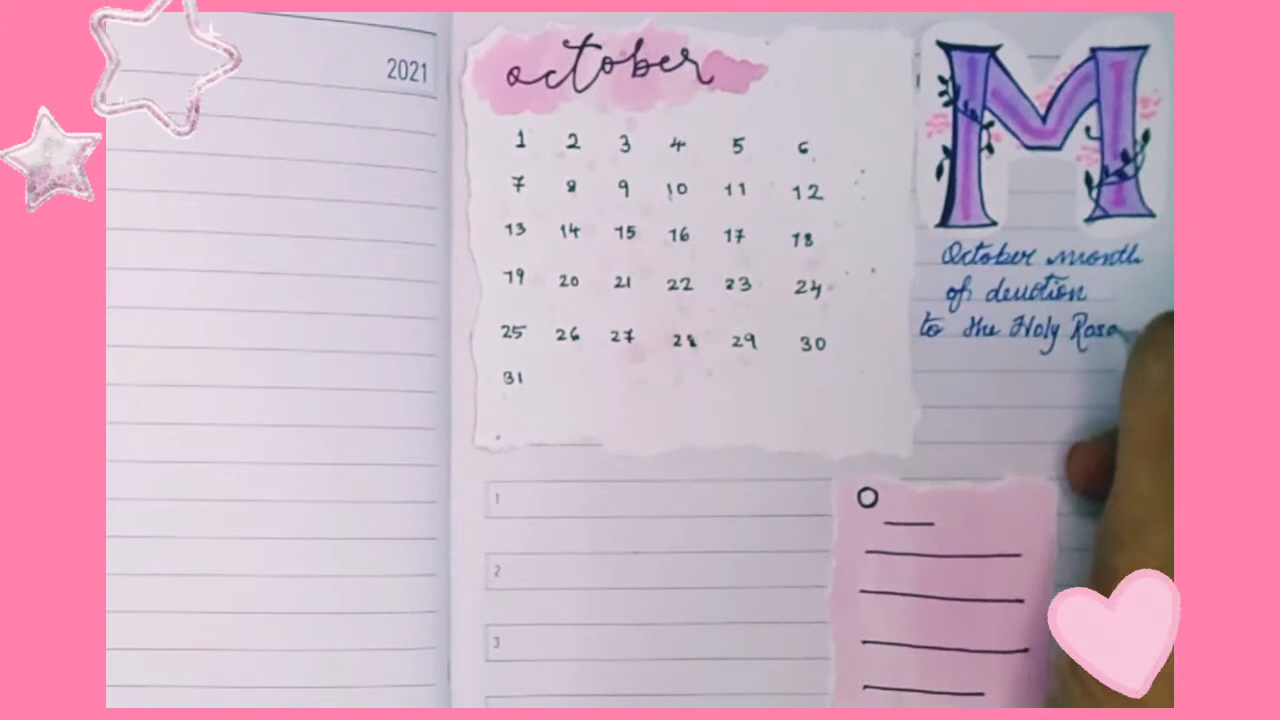 2021
october
1 2 3 4 5 6
7 8 9 10 11 12
13 14 15 16 17 18
19 20 21 22 23 24
25 26 27 28 29 30
31
M
October month
of devotion
to the Holy Rosa
1
2
3
O